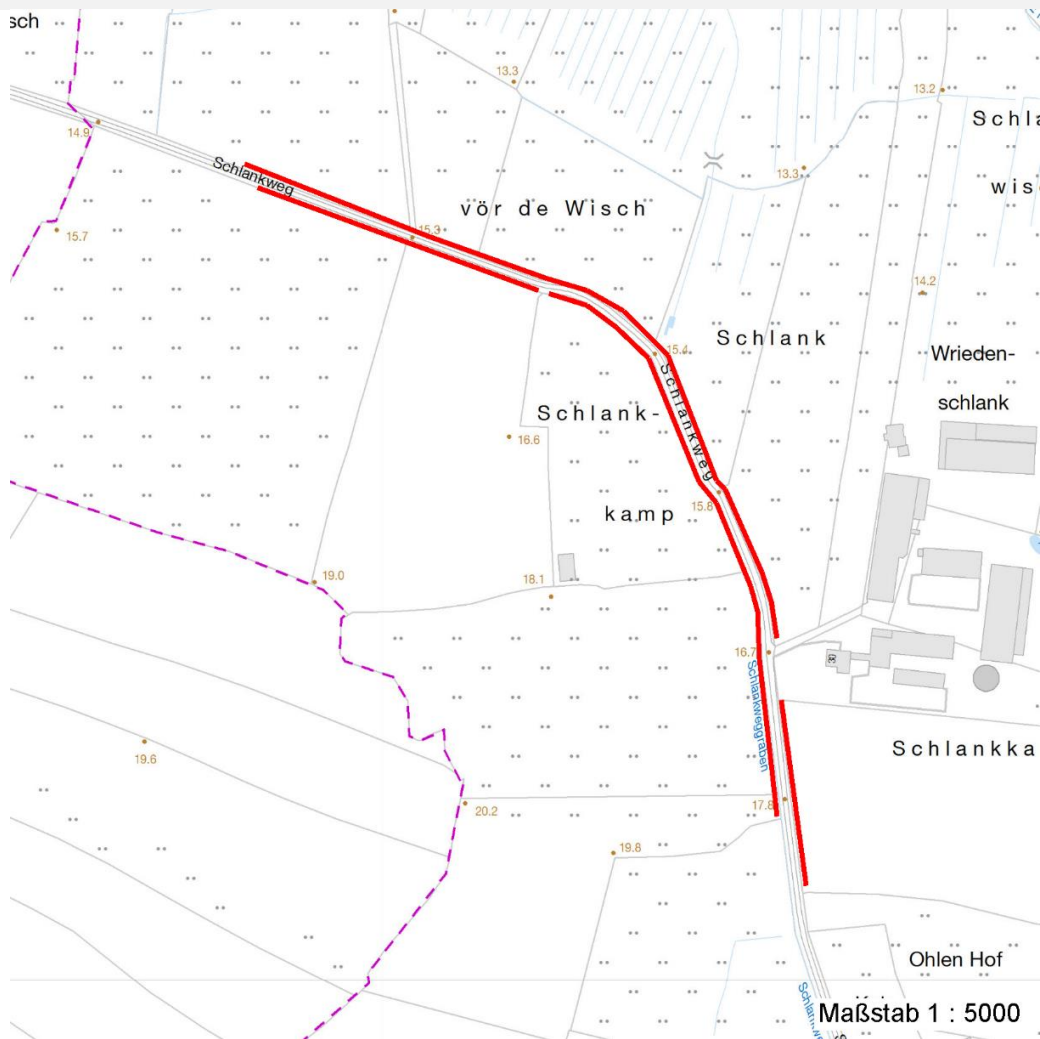 sch
13.3
13.2
Schla
14.9
Schlankweg
13.3
wisc
vör de Wisch
15.7
15.3
14.2
15.4
Schlank
Wrieden-
schlank
Schlankweg
Schlank-
16.6
15.8
kamp
19.0
18.1
16.7
Schlankweggraben
19.6
Schlankka
20.2
17.8
19.8
Ohlen Hof
Maßstab 1 : 5000